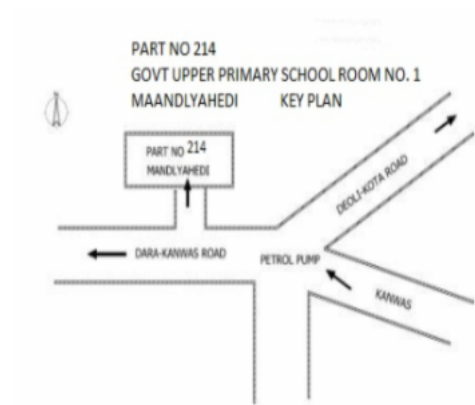 PART NO 214
GOVT UPPER PRIMARY SCHOOL ROOM NO. 1
MAANDLYAHEDI KEY PLAN
PART NO 214
MANDLYAHEDI
DEOLI-KOTA ROAD
DARA-KANWAS ROAD
PETROL PUMP
KANWAS